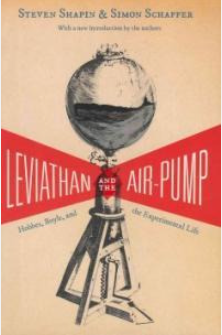 STEVEN SHAPIN & SIMON SCHAFFER
With a new introduction by the authors
LEVIATHAN AND THE AIR-PUMP
Hobbes, Boyle, and the Experimental Life